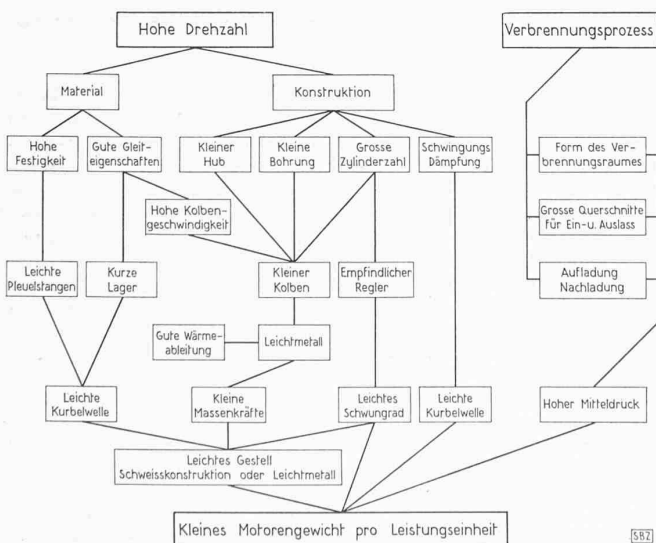 Hohe Drehzahl
Verbrennungsprozess
Material
Konstruktion
Hohe
Festigkeit
Gute Gleit-
eigenschaften
Kleiner
Hub
Kleine
Bohrung
Grosse
Zylinderzahl
Schwingungs
Dämpfung
Form des Ver-
brennungsraumes
Hohe Kolben-
geschwindigkeit
Grosse Querschnitte
für Ein-u. Auslass
Leichte
Pleuelstangen
Kurze
Lager
Kleiner
Kolben
Empfindlicher
Regler
Aufladung
Nachladung
Gute Wärme-
ableitung
Leichtmetall
Leichte
Kurbelwelle
Kleine
Massenkräfte
Leichtes
Schwungrad
Leichte
Kurbelwelle
Hoher Mitteldruck
Leichtes Gestell
Schweisskonstruktion oder Leichtmetall
Kleines Motorengewicht pro Leistungseinheit
SBZ